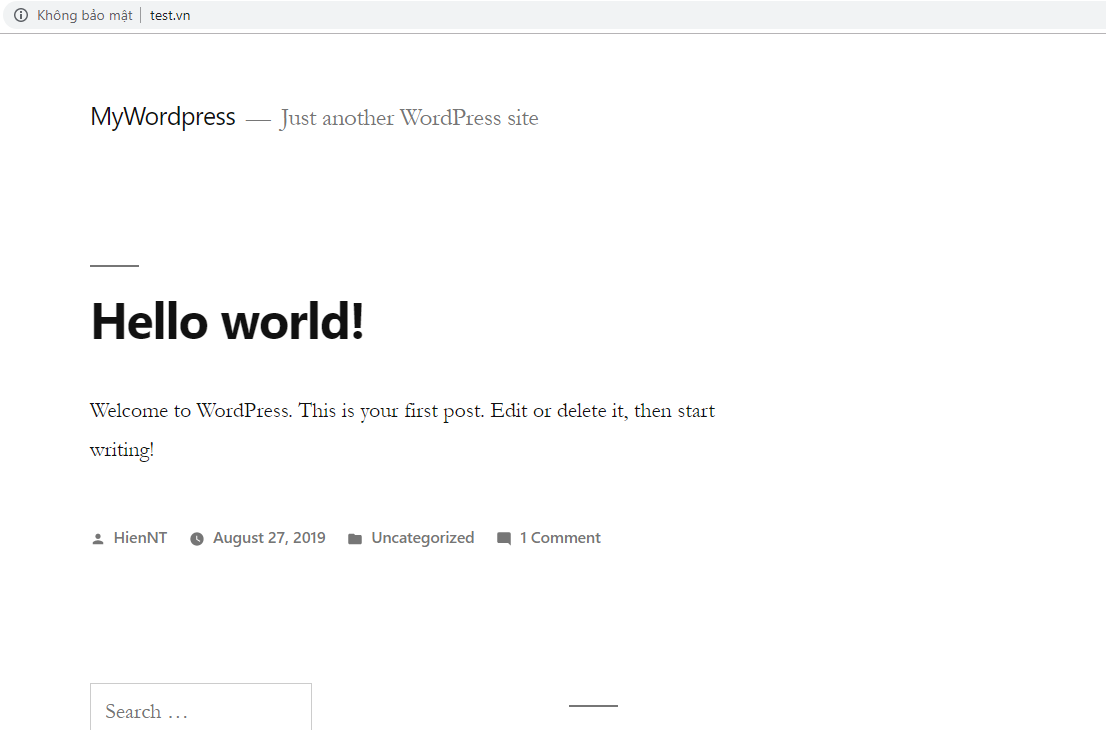 Không bảo mật | test.vn
MyWordpress — Just another WordPress site
Hello world!
Welcome to WordPress. This is your first post. Edit or delete it, then start
writing!
HienNT August 27, 2019 Uncategorized 1 Comment
Search …